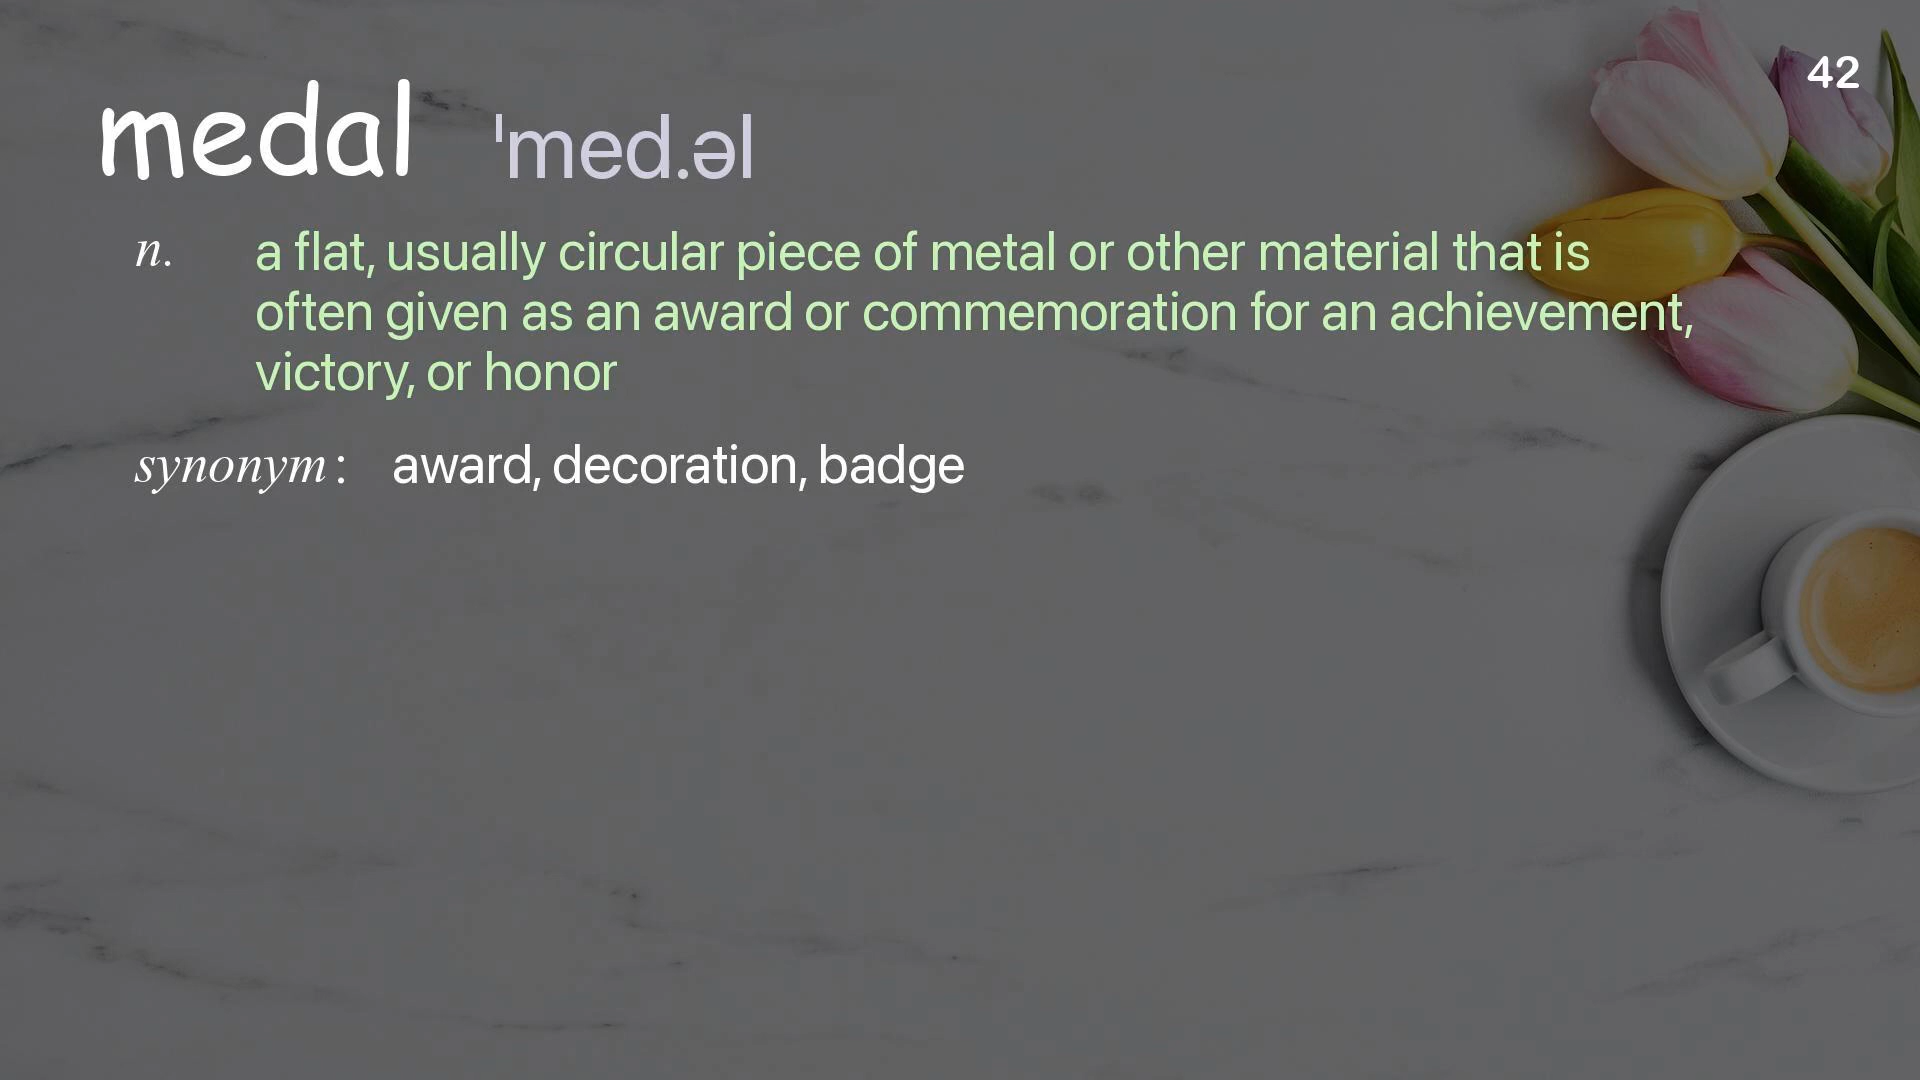 42
medal ˈmed.əl
n. a flat, usually circular piece of metal or other material that is
often given as an award or commemoration for an achievement,
victory, or honor
synonym: award, decoration, badge